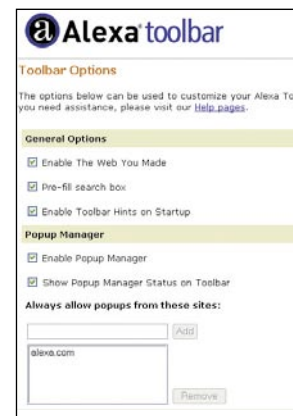 a Alexa toolbar
Toolbar Options
The options below can be used to customize your Alexa To
you need assistance, please visit our Help pages.
General Options
Enable The Web You Made
Pre-fill search box
Enable Toolbar Hints on Startup
Popup Manager
Enable Popup Manager
Show Popup Manager Status on Toolbar
Always allow popups from these sites:
Add
alexa.com
Remove